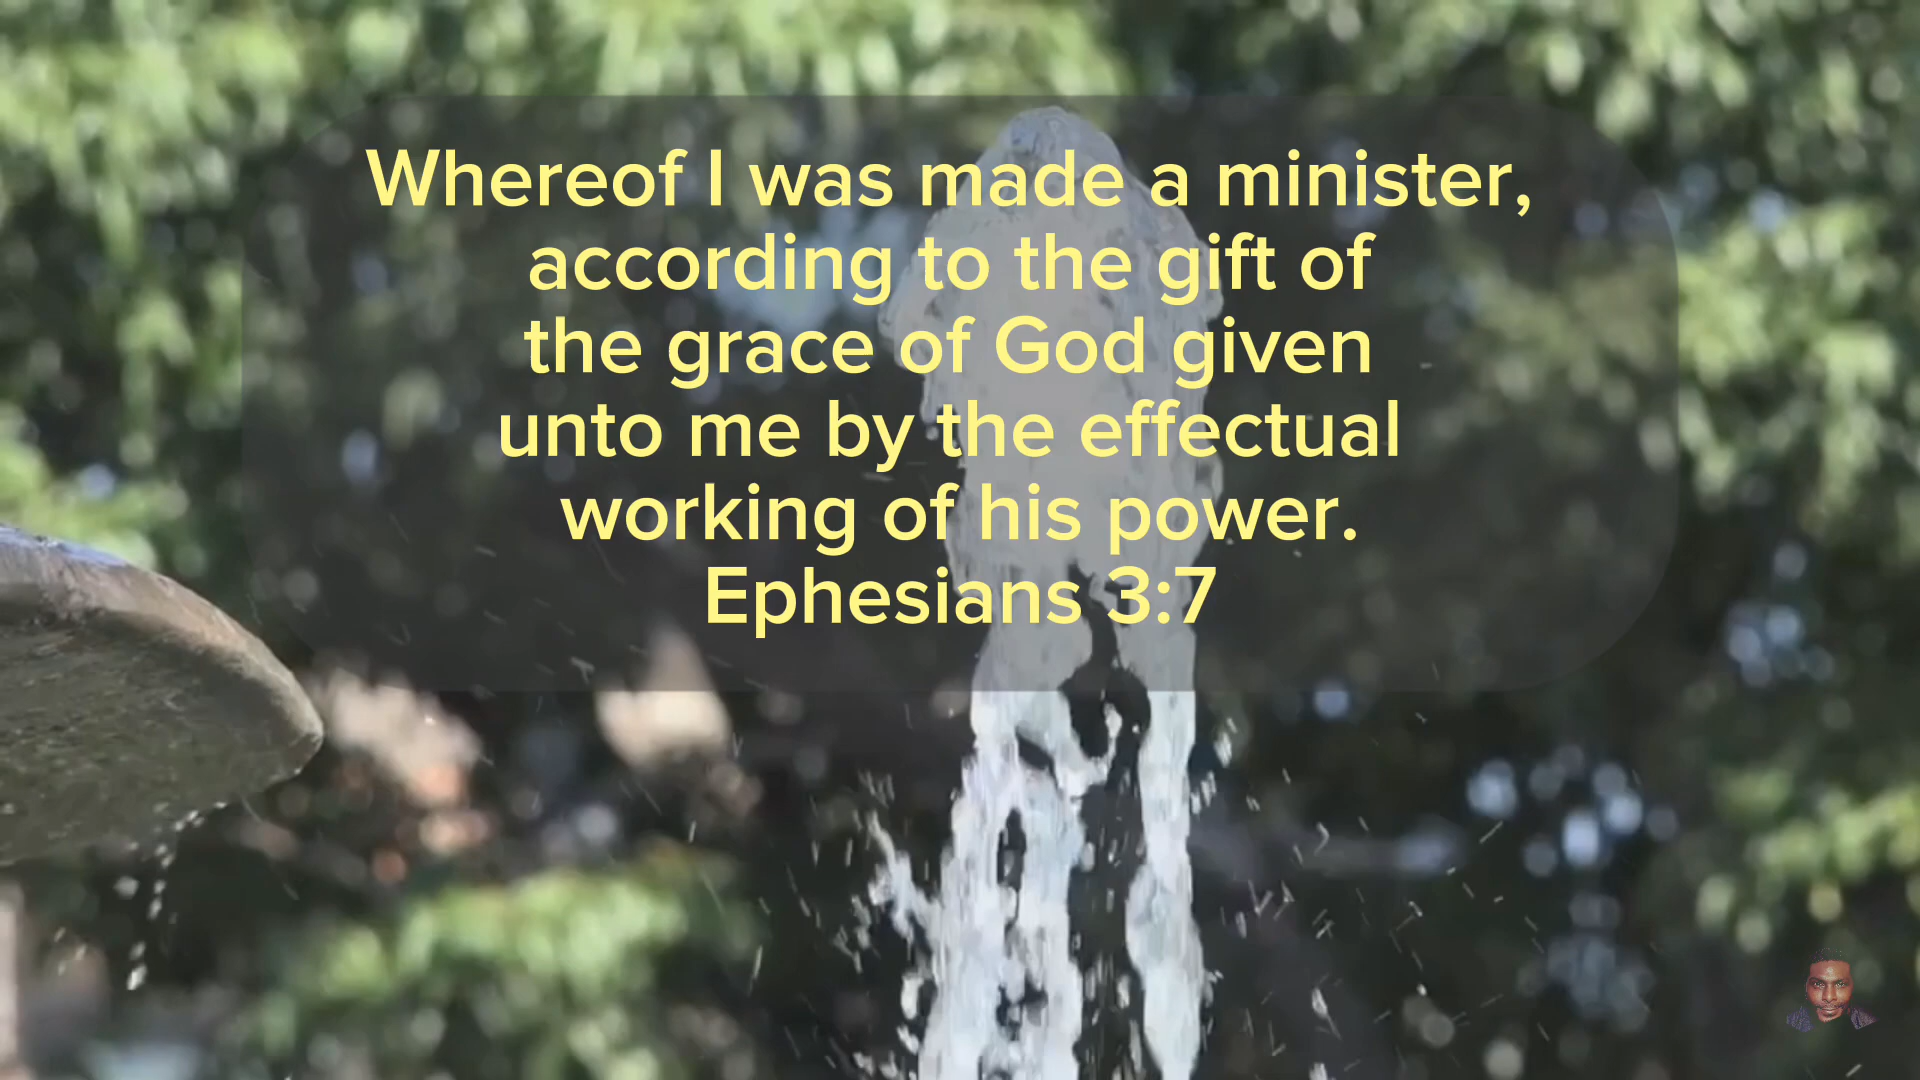 Whereof I was made a minister,
according to the gift of
the grace of God given
unto me by the effectual
working of his power.
Ephesians 3:7